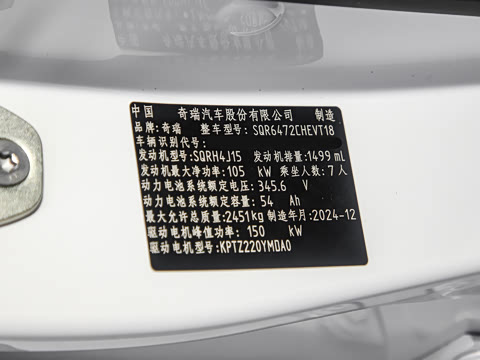 中国 奇瑞汽车股份有限公司 制造
品牌: 奇瑞 整车型号: SQR6472CHEVT18
车辆识别代号:
发动机型号:SQRH4J15 发动机排量:1499 mL
发动机最大净功率: 105 kW 乘坐人数: 7 人
动力电池系统额定电压: 345.6 V
动力电池系统额定容量: 54 Ah
最大允许总质量: 2451kg 制造年月: 2024-12
驱动电机峰值功率: 150 kW
驱动电机型号: KPTZ220YMDA0